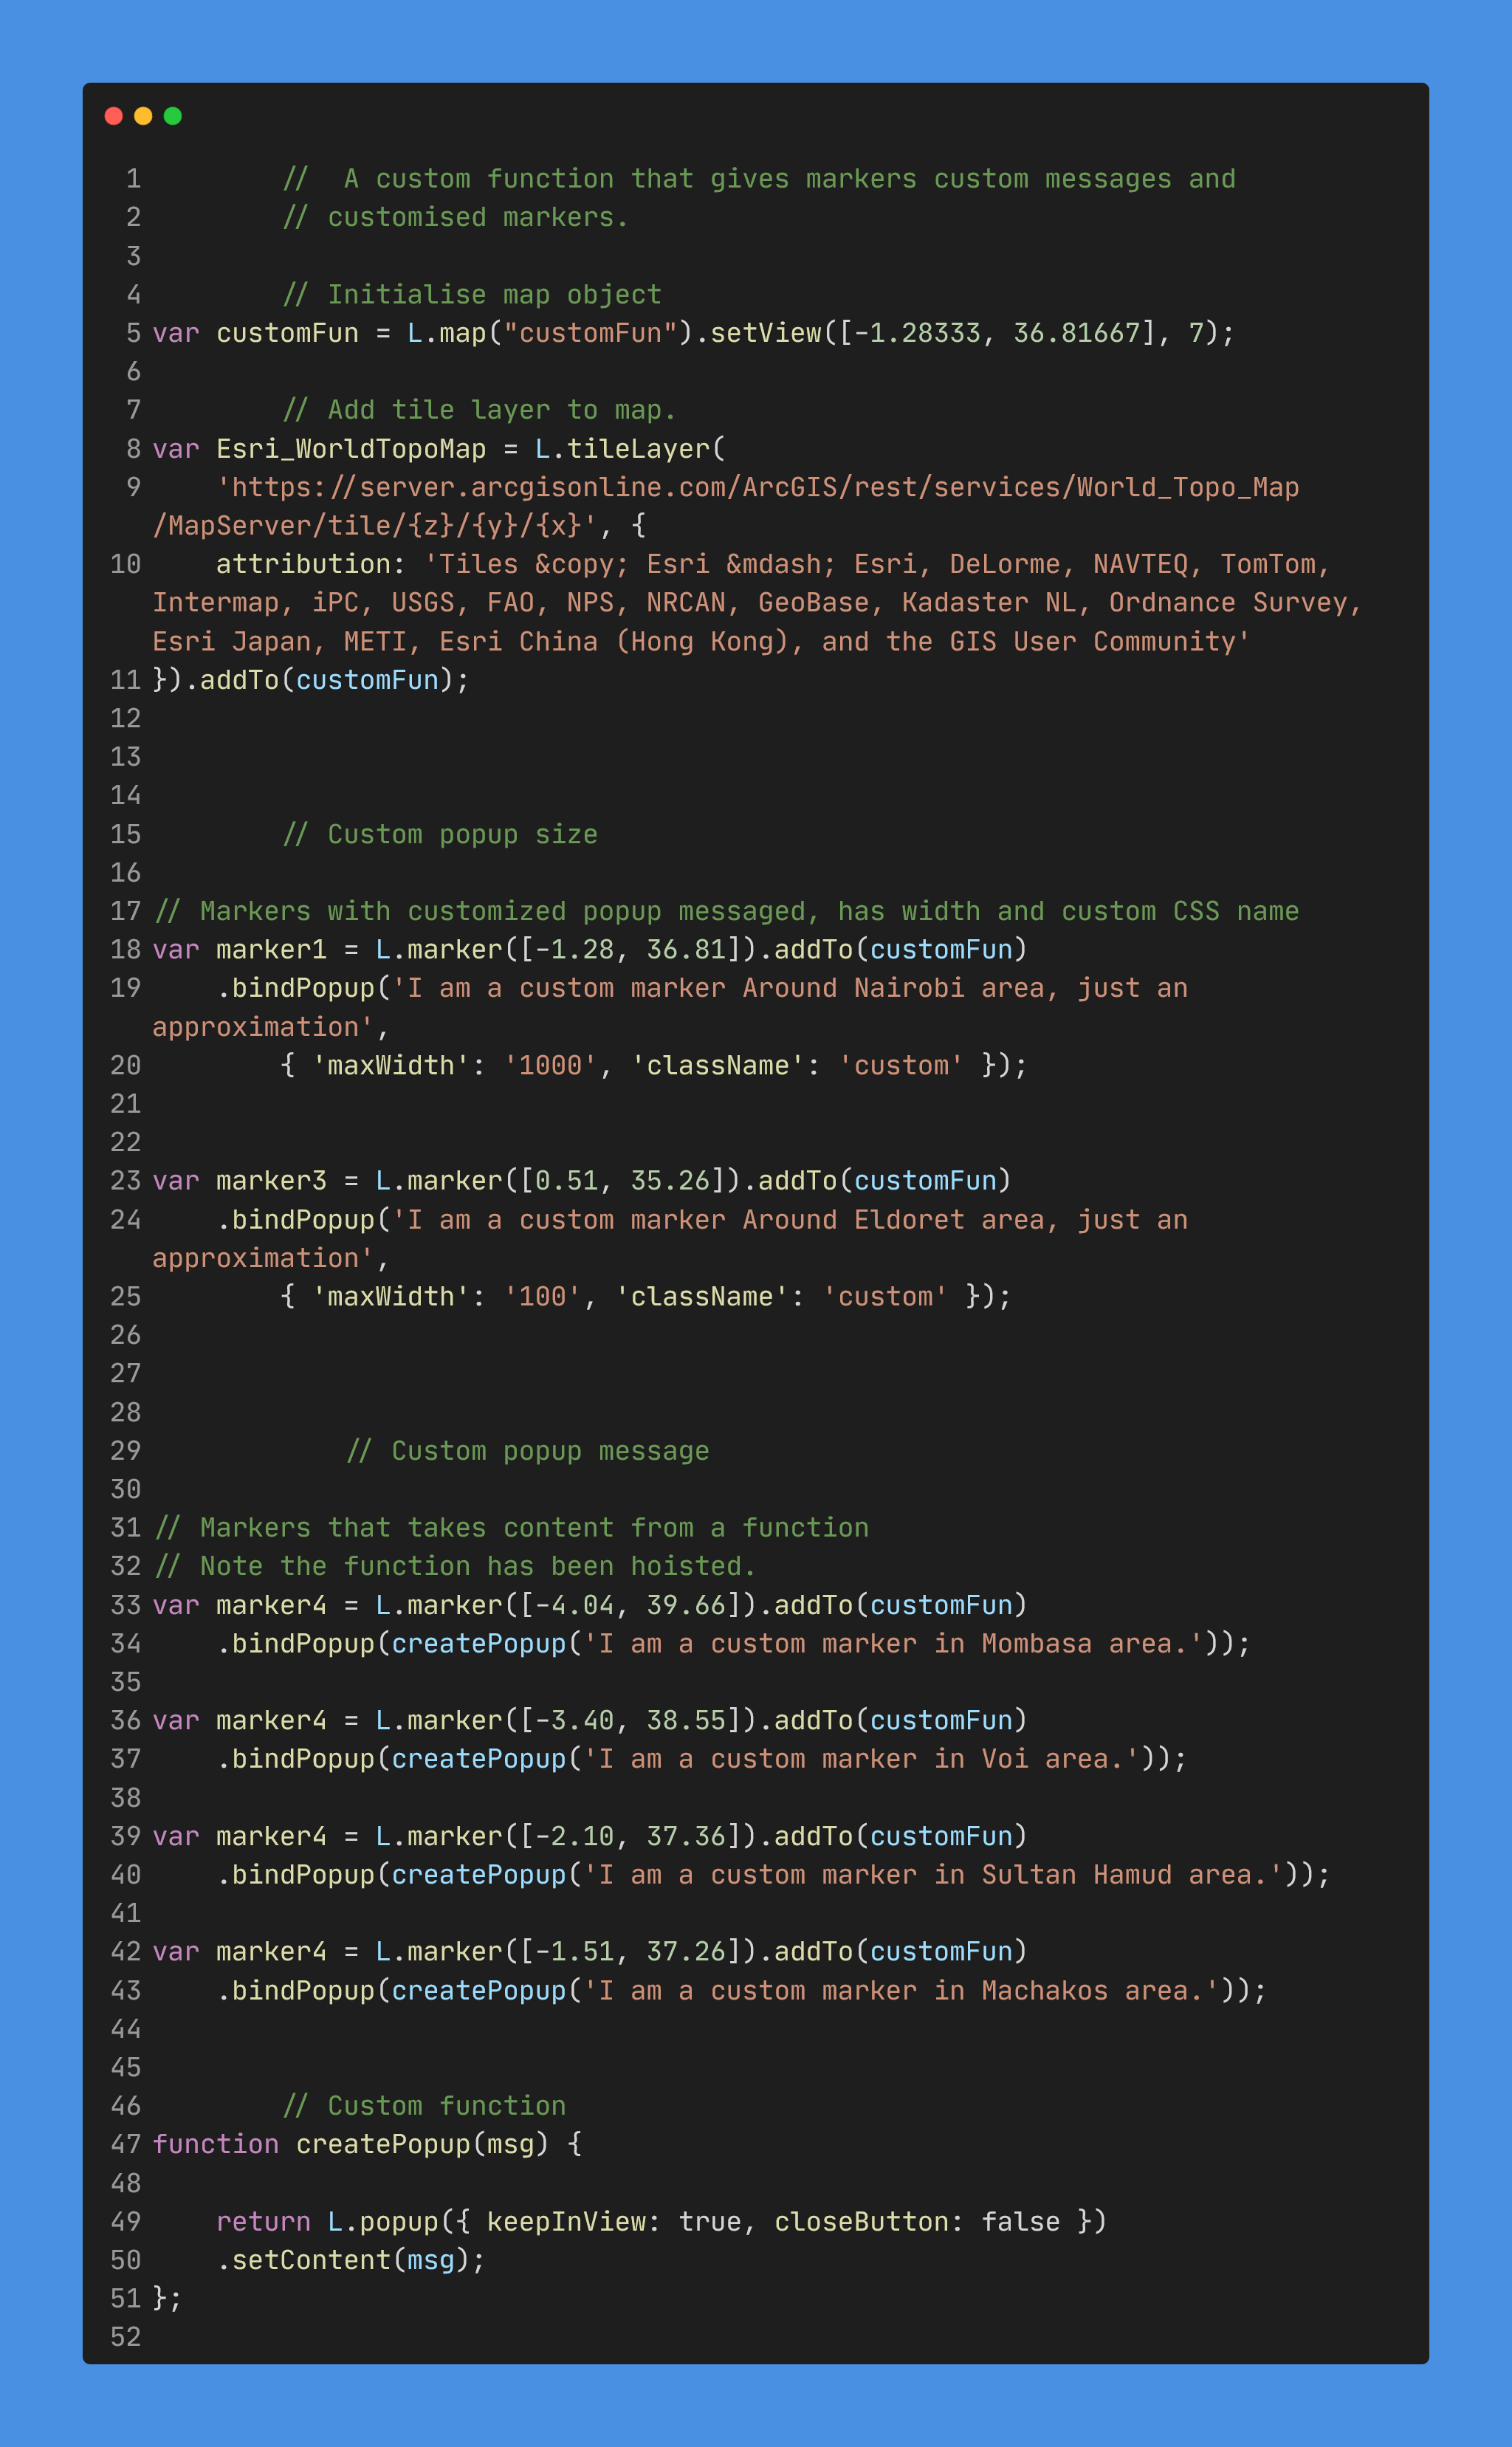 1         //  A custom function that gives markers custom messages and
2         // customised markers.
3
4         // Initialise map object
5 var customFun = L.map("customFun").setView([-1.28333, 36.81667], 7);
6
7         // Add tile layer to map.
8 var Esri_WorldTopoMap = L.tileLayer(
9     'https://server.arcgisonline.com/ArcGIS/rest/services/World_Topo_Map
/MapServer/tile/{z}/{y}/{x}', {
10     attribution: 'Tiles &copy; Esri &mdash; Esri, DeLorme, NAVTEQ, TomTom,
Intermap, iPC, USGS, FAO, NPS, NRCAN, GeoBase, Kadaster NL, Ordnance Survey,
Esri Japan, METI, Esri China (Hong Kong), and the GIS User Community'
11 }).addTo(customFun);
12
13
14
15         // Custom popup size
16
17 // Markers with customized popup messaged, has width and custom CSS name
18 var marker1 = L.marker([-1.28, 36.81]).addTo(customFun)
19     .bindPopup('I am a custom marker Around Nairobi area, just an
approximation',
20         { 'maxWidth': '1000', 'className': 'custom' });
21
22
23 var marker3 = L.marker([0.51, 35.26]).addTo(customFun)
24     .bindPopup('I am a custom marker Around Eldoret area, just an
approximation',
25         { 'maxWidth': '100', 'className': 'custom' });
26
27
28
29             // Custom popup message
30
31 // Markers that takes content from a function
32 // Note the function has been hoisted.
33 var marker4 = L.marker([-4.04, 39.66]).addTo(customFun)
34     .bindPopup(createPopup('I am a custom marker in Mombasa area.'));
35
36 var marker4 = L.marker([-3.40, 38.55]).addTo(customFun)
37     .bindPopup(createPopup('I am a custom marker in Voi area.'));
38
39 var marker4 = L.marker([-2.10, 37.36]).addTo(customFun)
40     .bindPopup(createPopup('I am a custom marker in Sultan Hamud area.'));
41
42 var marker4 = L.marker([-1.51, 37.26]).addTo(customFun)
43     .bindPopup(createPopup('I am a custom marker in Machakos area.'));
44
45
46         // Custom function
47 function createPopup(msg) {
48
49     return L.popup({ keepInView: true, closeButton: false })
50     .setContent(msg);
51 };
52